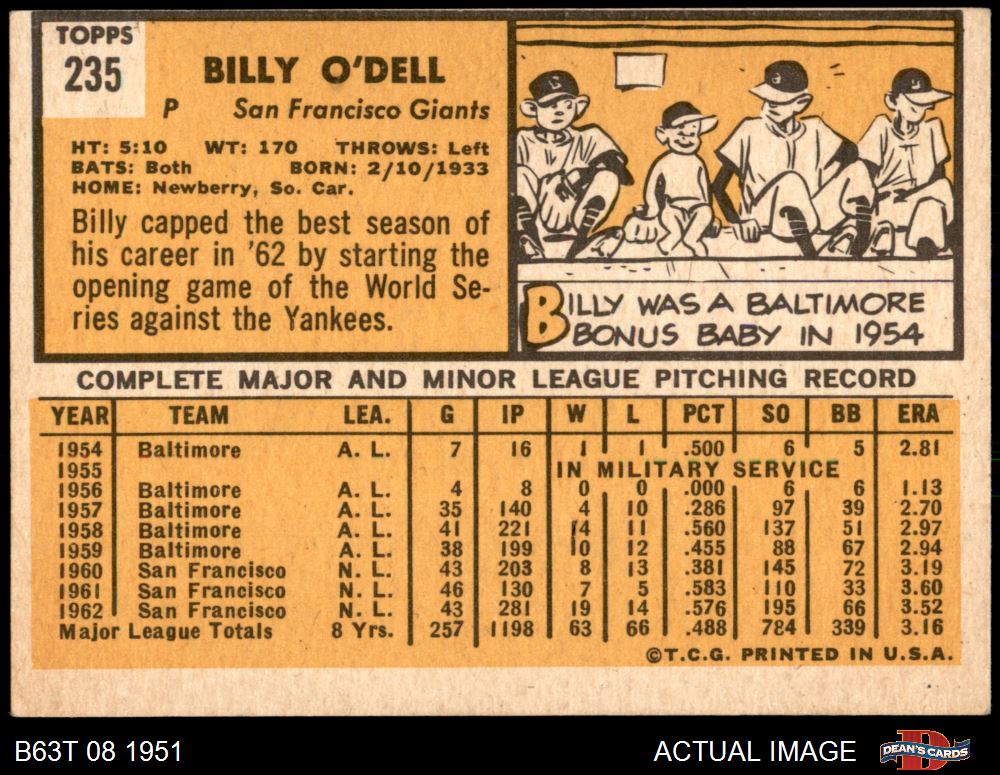 TOPPS
235
BILLY O'DELL
P San Francisco Giants
HT: 5:10 WT: 170 THROWS: Left
BATS: Both BORN: 2/10/1933
HOME: Newberry, So. Car.
Billy capped the best season of
his career in '62 by starting the
opening game of the World Se-
ries against the Yankees.
BILLY WAS A BALTIMORE
BONUS BABY IN 1954
COMPLETE MAJOR AND MINOR LEAGUE PITCHING RECORD
YEAR TEAM LEA. G IP W L PCT SO BB ERA
1954 Baltimore A. L. 7 16 1 1 .500 6 5 2.81
1955 IN MILITARY SERVICE
1956 Baltimore A. L. 4 8 0 0 .000 6 6 1.13
1957 Baltimore A. L. 35 140 4 10 .286 97 39 2.70
1958 Baltimore A. L. 41 221 14 11 .560 137 51 2.97
1959 Baltimore A. L. 38 199 10 12 .455 88 67 2.94
1960 San Francisco N. L. 43 203 8 13 .381 145 72 3.19
1961 San Francisco N. L. 46 130 7 5 .583 110 33 3.60
1962 San Francisco N. L. 43 281 19 14 .576 195 66 3.52
Major League Totals 8 Yrs. 257 1198 63 66 .488 784 339 3.16
©T.C.G. PRINTED IN U.S.A.
B63T 08 1951 ACTUAL IMAGE DEAN'S CARDS